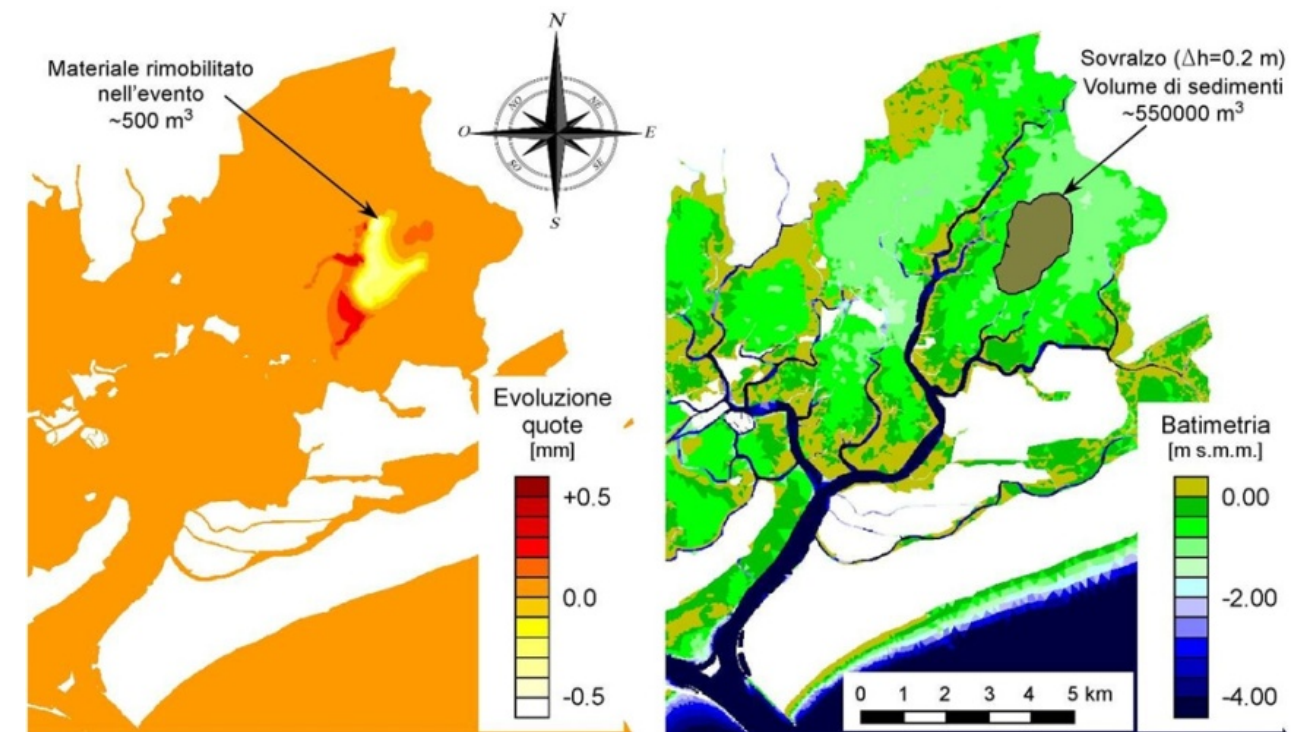 Materiale rimobilitato
nell'evento
~500 m³
N
NO
NE
O
E
SO
SE
S
Sovralzo (Δh=0.2 m)
Volume di sedimenti
~550000 m³
Evoluzione
quote
[mm]
+0.5
0.0
-0.5
Batimetria
[m s.m.m.]
0.00
-2.00
-4.00
0 1 2 3 4 5 km